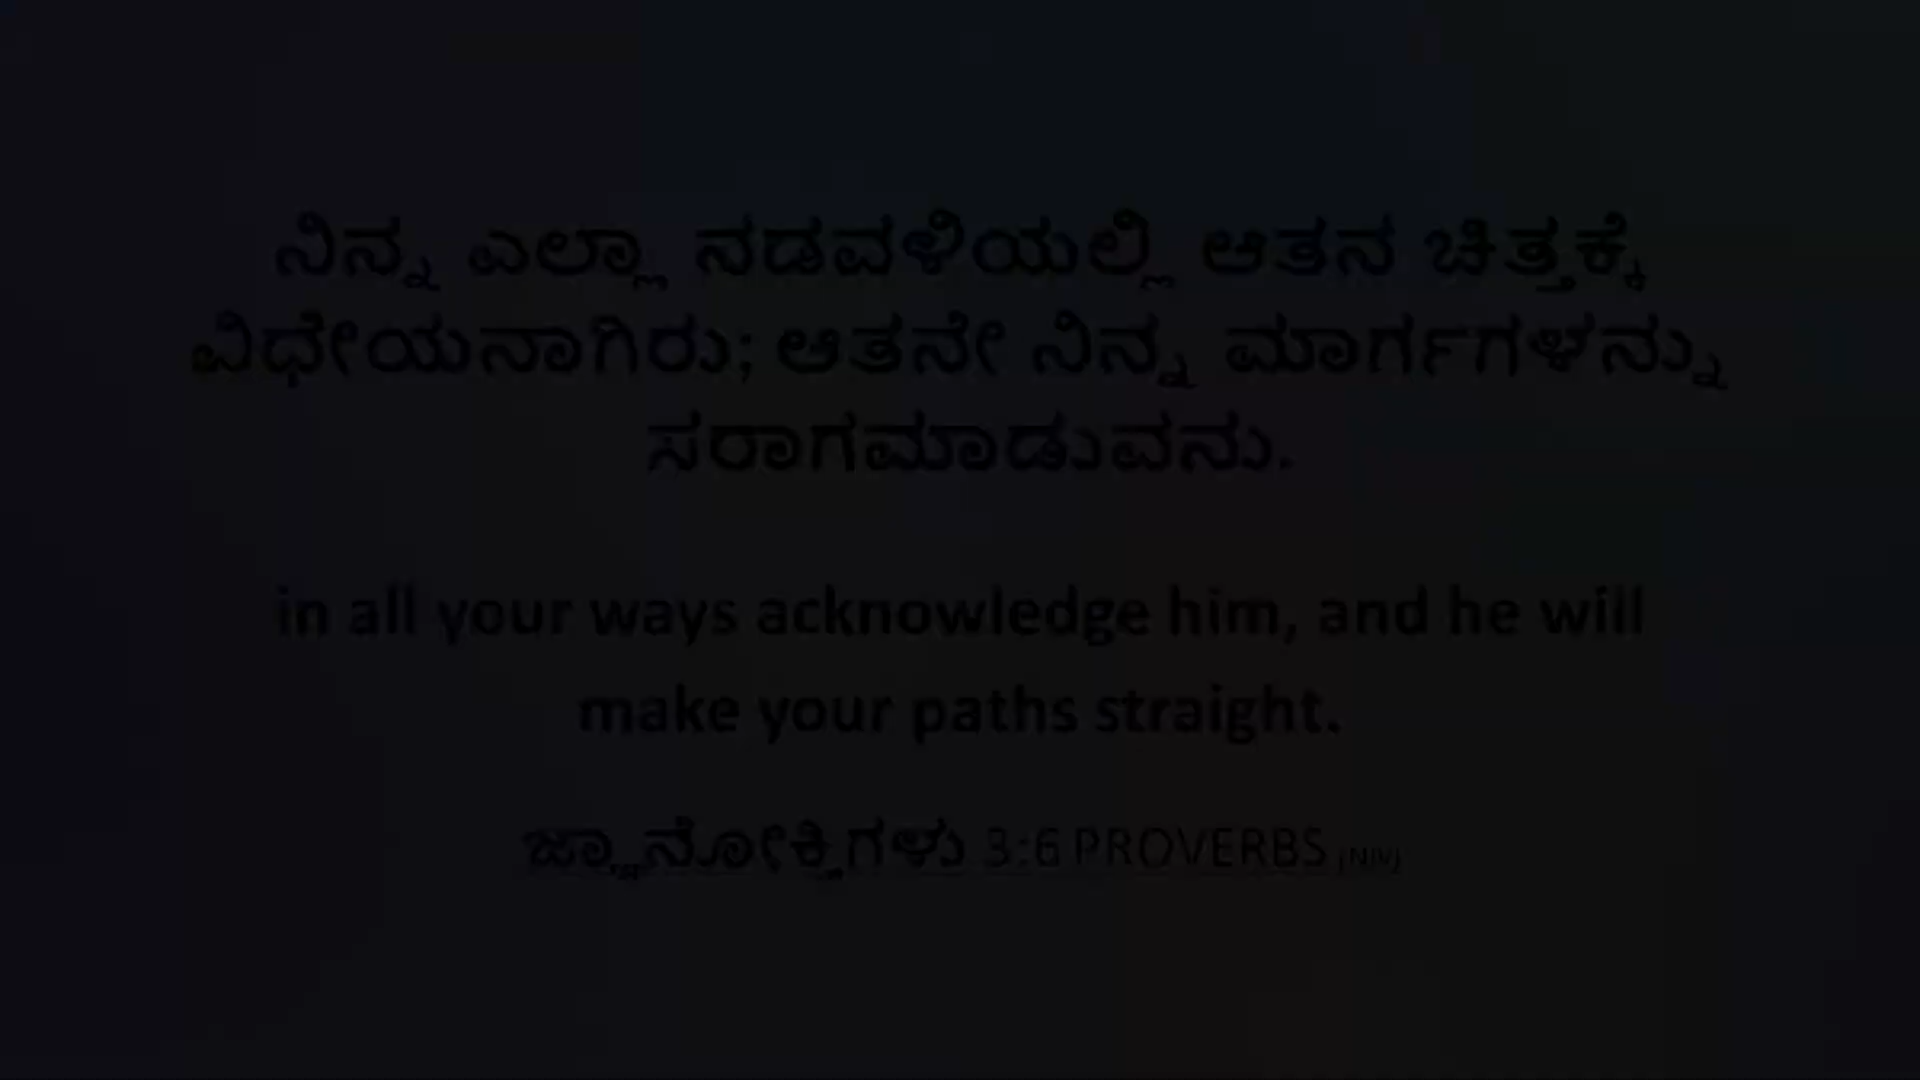 ನಿನ್ನ ಎಲ್ಲಾ ನಡವಳಿಯಲ್ಲಿ ಆತನ ಚಿತ್ತಕ್ಕೆ
ವಿಧೇಯನಾಗಿರು; ಆತನೇ ನಿನ್ನ ಮಾರ್ಗಗಳನ್ನು
ಸರಾಗಮಾಡುವನು.
in all your ways acknowledge him, and he will
make your paths straight.
ಜ್ಞಾನೋಕ್ತಿಗಳು 3:6 PROVERBS (NIV)